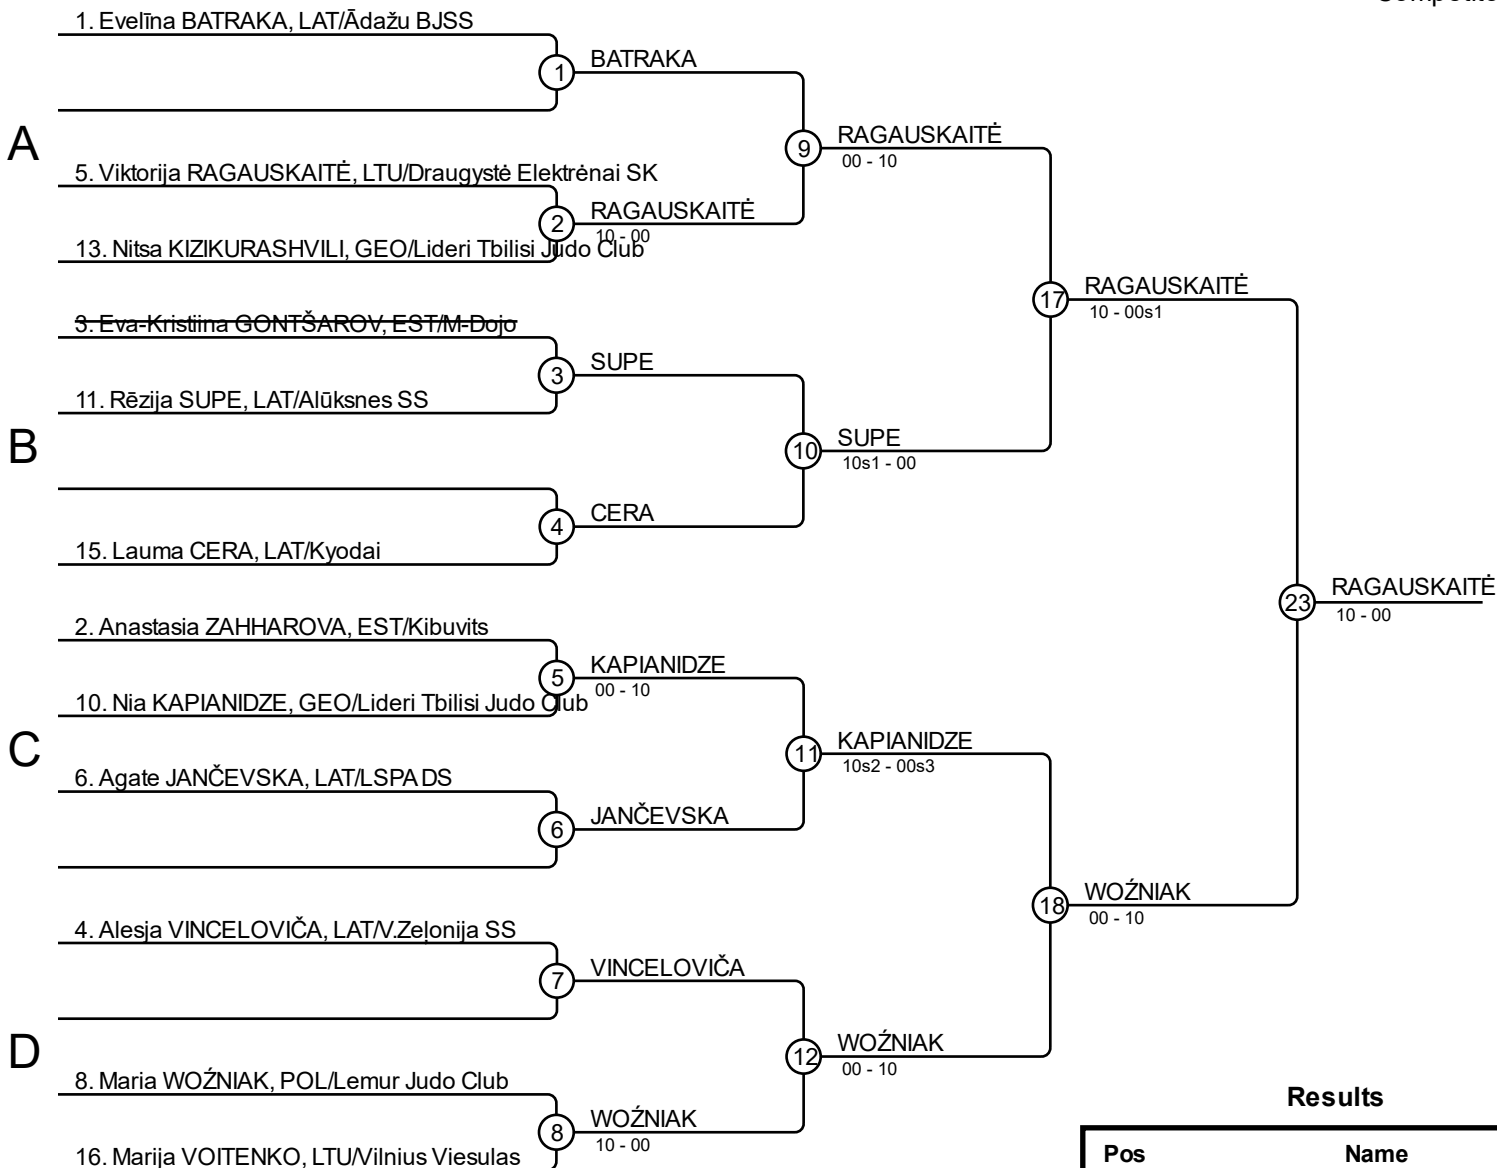 1. Evelīna BATRAKA, LAT/Ādažu BJSS
1
BATRAKA
A
9
RAGAUSKAITĖ
00 - 10
5. Viktorija RAGAUSKAITĖ, LTU/Draugystė Elektrėnai SK
2
RAGAUSKAITĖ
10 - 00
13. Nitsa KIZIKURASHVILI, GEO/Lideri Tbilisi Judo Club
17
RAGAUSKAITĖ
10 - 00s1
3. Eva-Kristiina GONTŠAROV, EST/M-Dojo
3
SUPE
11. Rēzija SUPE, LAT/Alūksnes SS
B
10
SUPE
10s1 - 00
4
CERA
15. Lauma CERA, LAT/Kyodai
23
RAGAUSKAITĖ
10 - 00
2. Anastasia ZAHHAROVA, EST/Kibuvits
5
KAPIANIDZE
00 - 10
10. Nia KAPIANIDZE, GEO/Lideri Tbilisi Judo Club
C
11
KAPIANIDZE
10s2 - 00s3
6. Agate JANČEVSKA, LAT/LSPA DS
6
JANČEVSKA
18
WOŹNIAK
00 - 10
4. Alesja VINCELOVIČA, LAT/V.Zeļonija SS
7
VINCELOVIČA
D
12
WOŹNIAK
00 - 10
8. Maria WOŹNIAK, POL/Lemur Judo Club
8
WOŹNIAK
10 - 00
16. Marija VOITENKO, LTU/Vilnius Viesulas
Results
Pos Name